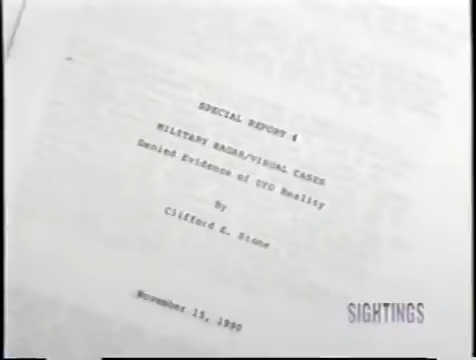 SPECIAL REPORT 4
MILITARY RADAR/VISUAL CASES
Denied Evidence of UFO Reality
By
Clifford E. Stone
November 15, 1990
SIGHTINGS